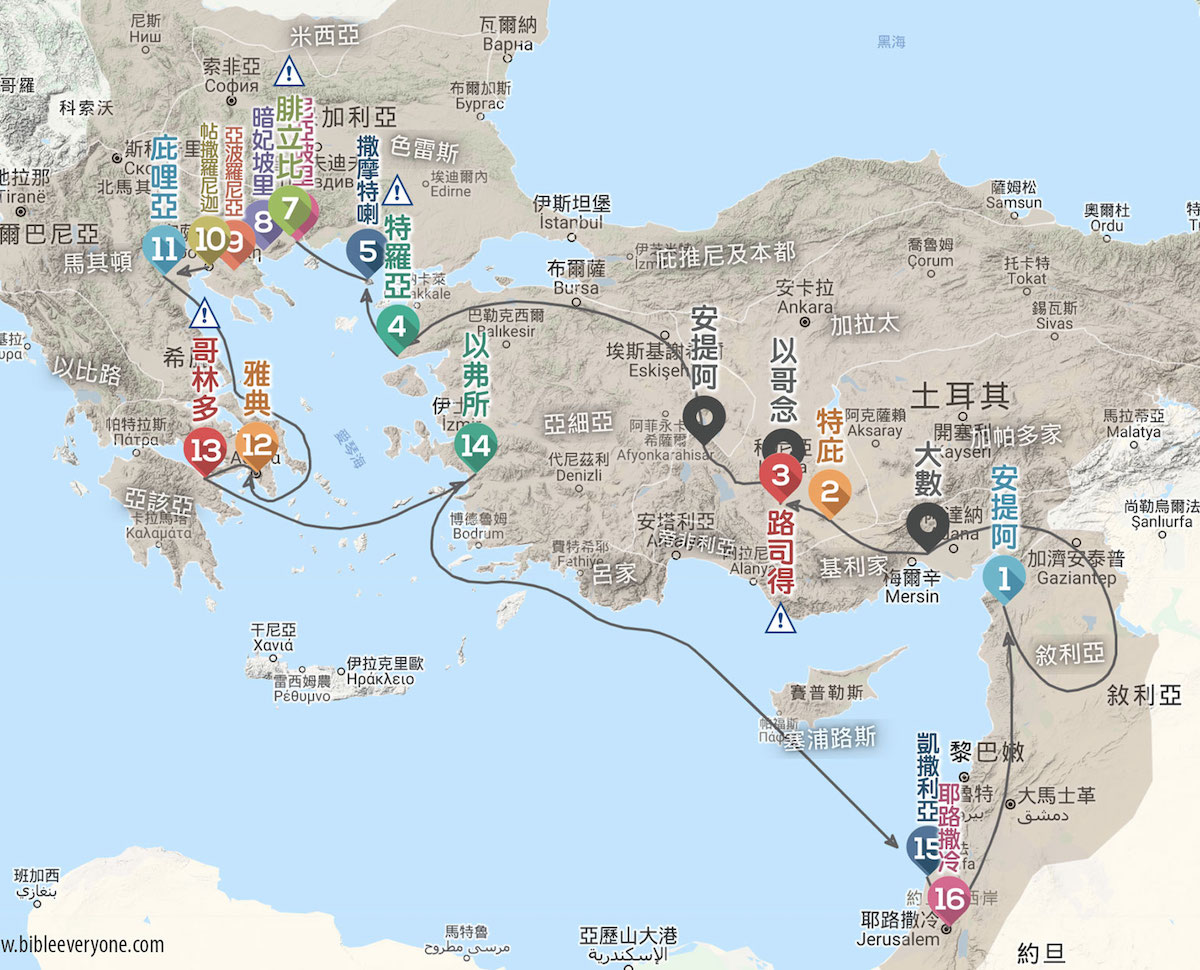 尼斯
Ниш
米西亞
瓦爾納
Варна
黑海
索非亞
София
哥羅
科索沃
布爾加斯
Бургас
加利亞
腓立比
暗妃坡里
亞波羅尼亞
帖撒羅尼迦
庇哩亞
撒摩特喇
色雷斯
埃迪爾內
Edirne
北馬其
Tiranë
爾巴尼亞
馬其頓
7
8
9
10
11
5
特羅亞
4
伊斯坦堡
İstanbul
薩姆松
Samsun
奧爾杜
Ordu
庇推尼及本都
喬魯姆
Çorum
托卡特
Tokat
布爾薩
Bursa
安卡拉
Ankara
加拉太
錫瓦斯
Sivas
巴勒克西爾
Balıkesir
埃斯基謝希
Eskişeh
安提阿
以哥念
特庇
阿克薩賴
Aksaray
土耳其
開塞利
Kayseri
加帕多家
馬拉蒂亞
Malatya
以比路
哥林多
雅典
以弗所
帕特拉斯
Πάτρα
13
12
14
愛琴海
亞細亞
阿菲永卡
希薩爾
Afyonkarahisar
代尼茲利
Denizli
3
2
大數
安提阿
尚勒烏爾法
Şanlıurfa
亞該亞
卡拉馬塔
Καλαμάτα
博德魯姆
Bodrum
安塔利亞
旁非利亞
路司得
Alany
基利家
梅爾辛
Mersin
1
加濟安泰普
Gaziantep
費特希耶
Fethiye
呂家
干尼亞
Χανιά
伊拉克里歐
Ηράκλειο
雷西姆農
Ρέθυμνο
敘利亞
敘利亞
賽普勒斯
帕福斯
塞浦路斯
凱撒利亞
黎巴嫩
耶路撒冷
大馬士革
دمشق
15
16
班加西
بنغازي
耶路撒冷
Jerusalem
馬特魯
مرسى مطروح
亞歷山大港
الإسكندرية
約旦
w.bibleeveryone.com